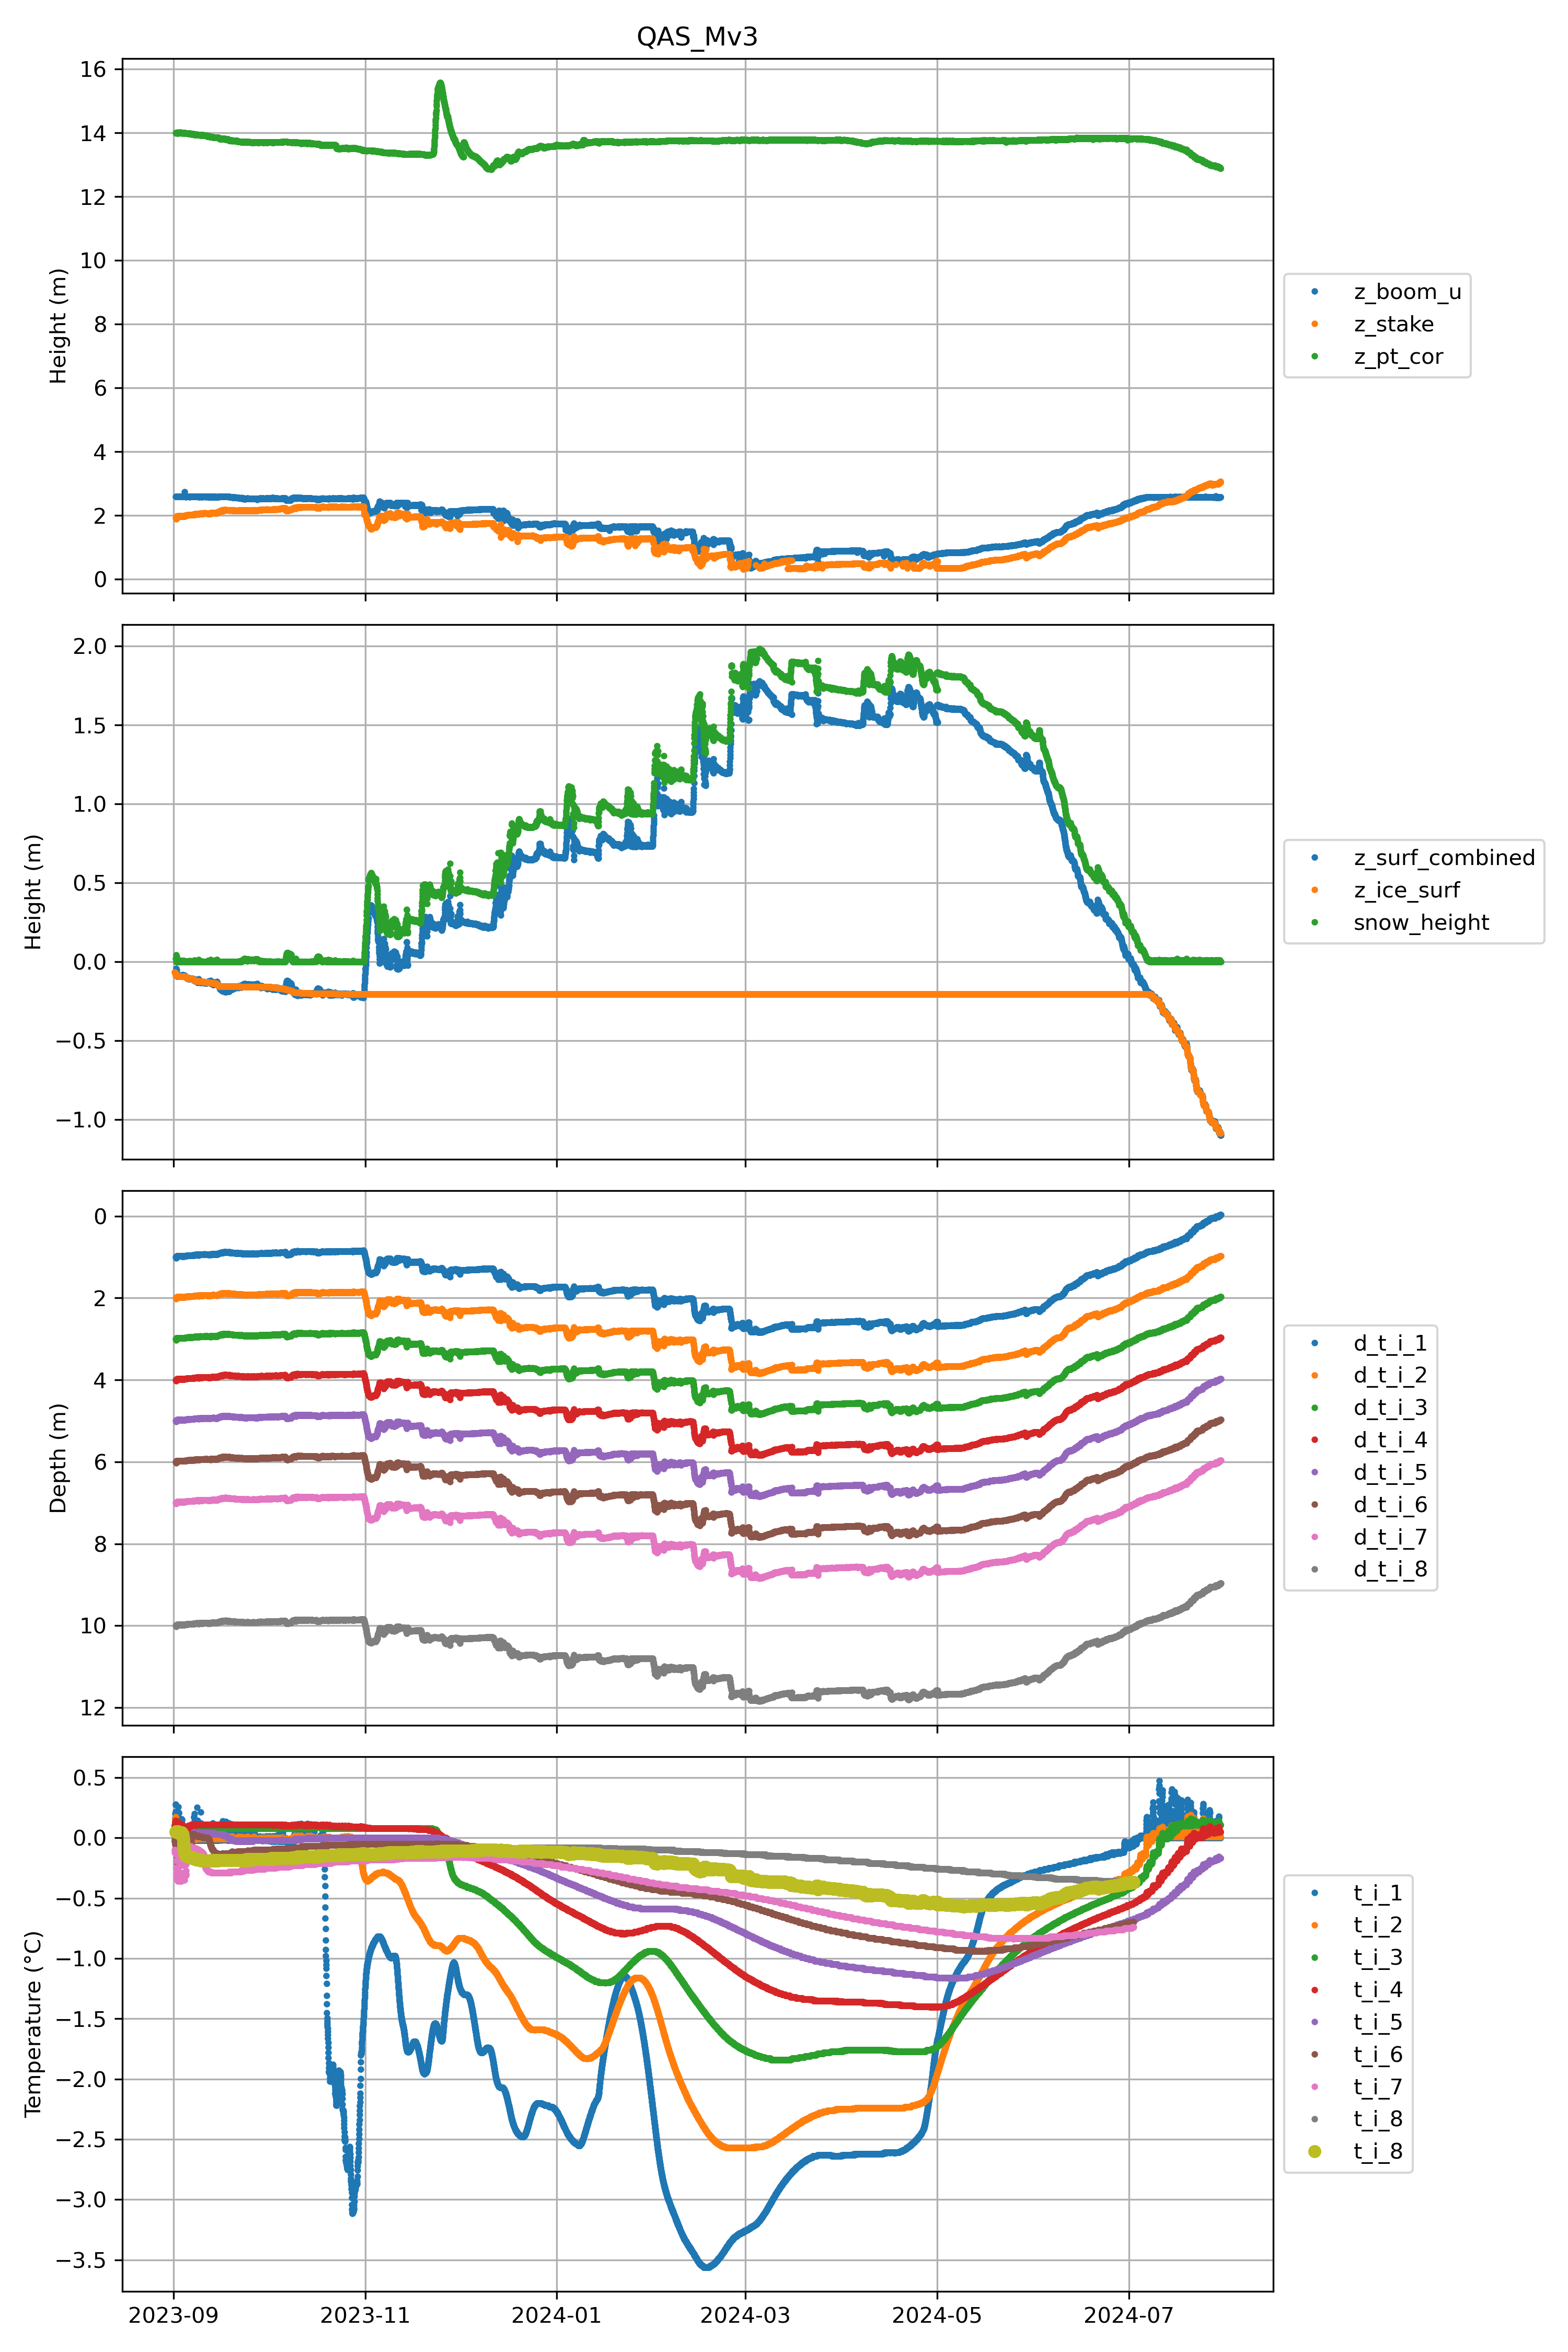 QAS_Mv3
16
14
12
10
8
6
4
2
0
Height (m)
z_boom_u
z_stake
z_pt_cor
2.0
1.5
1.0
0.5
0.0
−0.5
−1.0
Height (m)
z_surf_combined
z_ice_surf
snow_height
0
2
4
6
8
10
12
Depth (m)
d_t_i_1
d_t_i_2
d_t_i_3
d_t_i_4
d_t_i_5
d_t_i_6
d_t_i_7
d_t_i_8
0.5
0.0
−0.5
−1.0
−1.5
−2.0
−2.5
−3.0
−3.5
Temperature (°C)
t_i_1
t_i_2
t_i_3
t_i_4
t_i_5
t_i_6
t_i_7
t_i_8
t_i_8
2023-09
2023-11
2024-01
2024-03
2024-05
2024-07